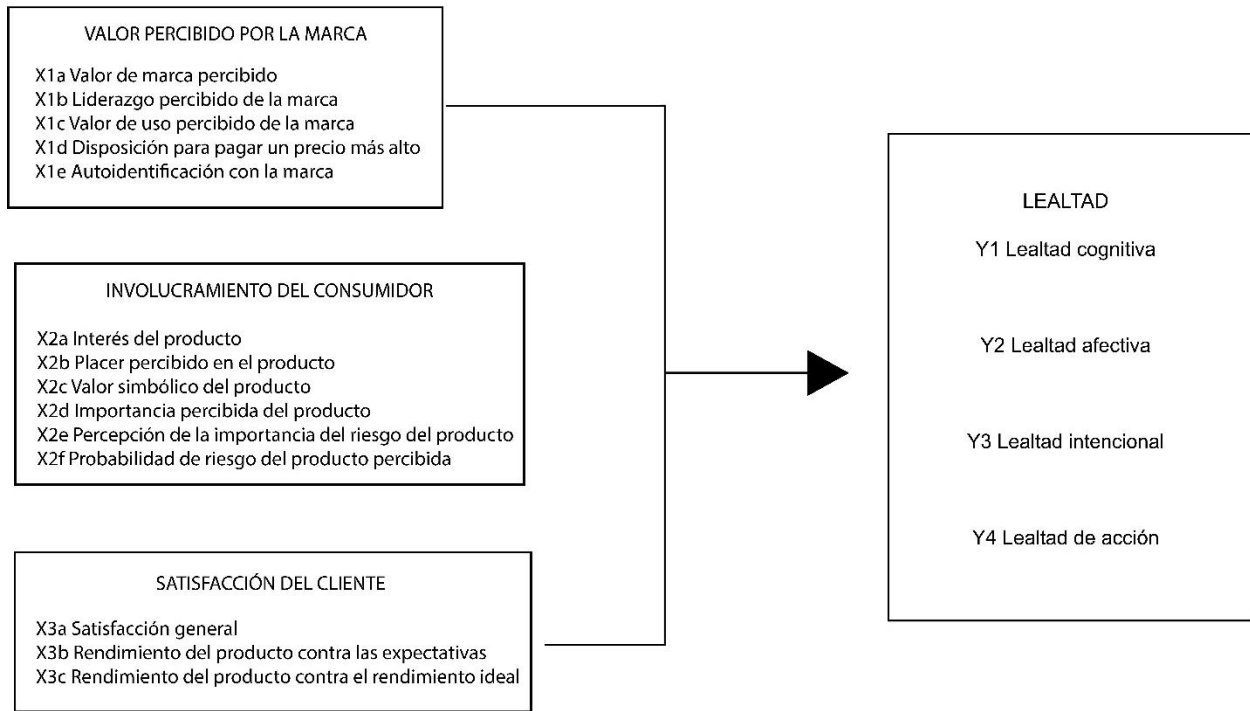 VALOR PERCIBIDO POR LA MARCA
X1a Valor de marca percibido
X1b Liderazgo percibido de la marca
X1c Valor de uso percibido de la marca
X1d Disposición para pagar un precio más alto
X1e Autoidentificación con la marca
INVOLUCRAMIENTO DEL CONSUMIDOR
X2a Interés del producto
X2b Placer percibido en el producto
X2c Valor simbólico del producto
X2d Importancia percibida del producto
X2e Percepción de la importancia del riesgo del producto
X2f Probabilidad de riesgo del producto percibida
SATISFACCIÓN DEL CLIENTE
X3a Satisfacción general
X3b Rendimiento del producto contra las expectativas
X3c Rendimiento del producto contra el rendimiento ideal
LEALTAD
Y1 Lealtad cognitiva
Y2 Lealtad afectiva
Y3 Lealtad intencional
Y4 Lealtad de acción